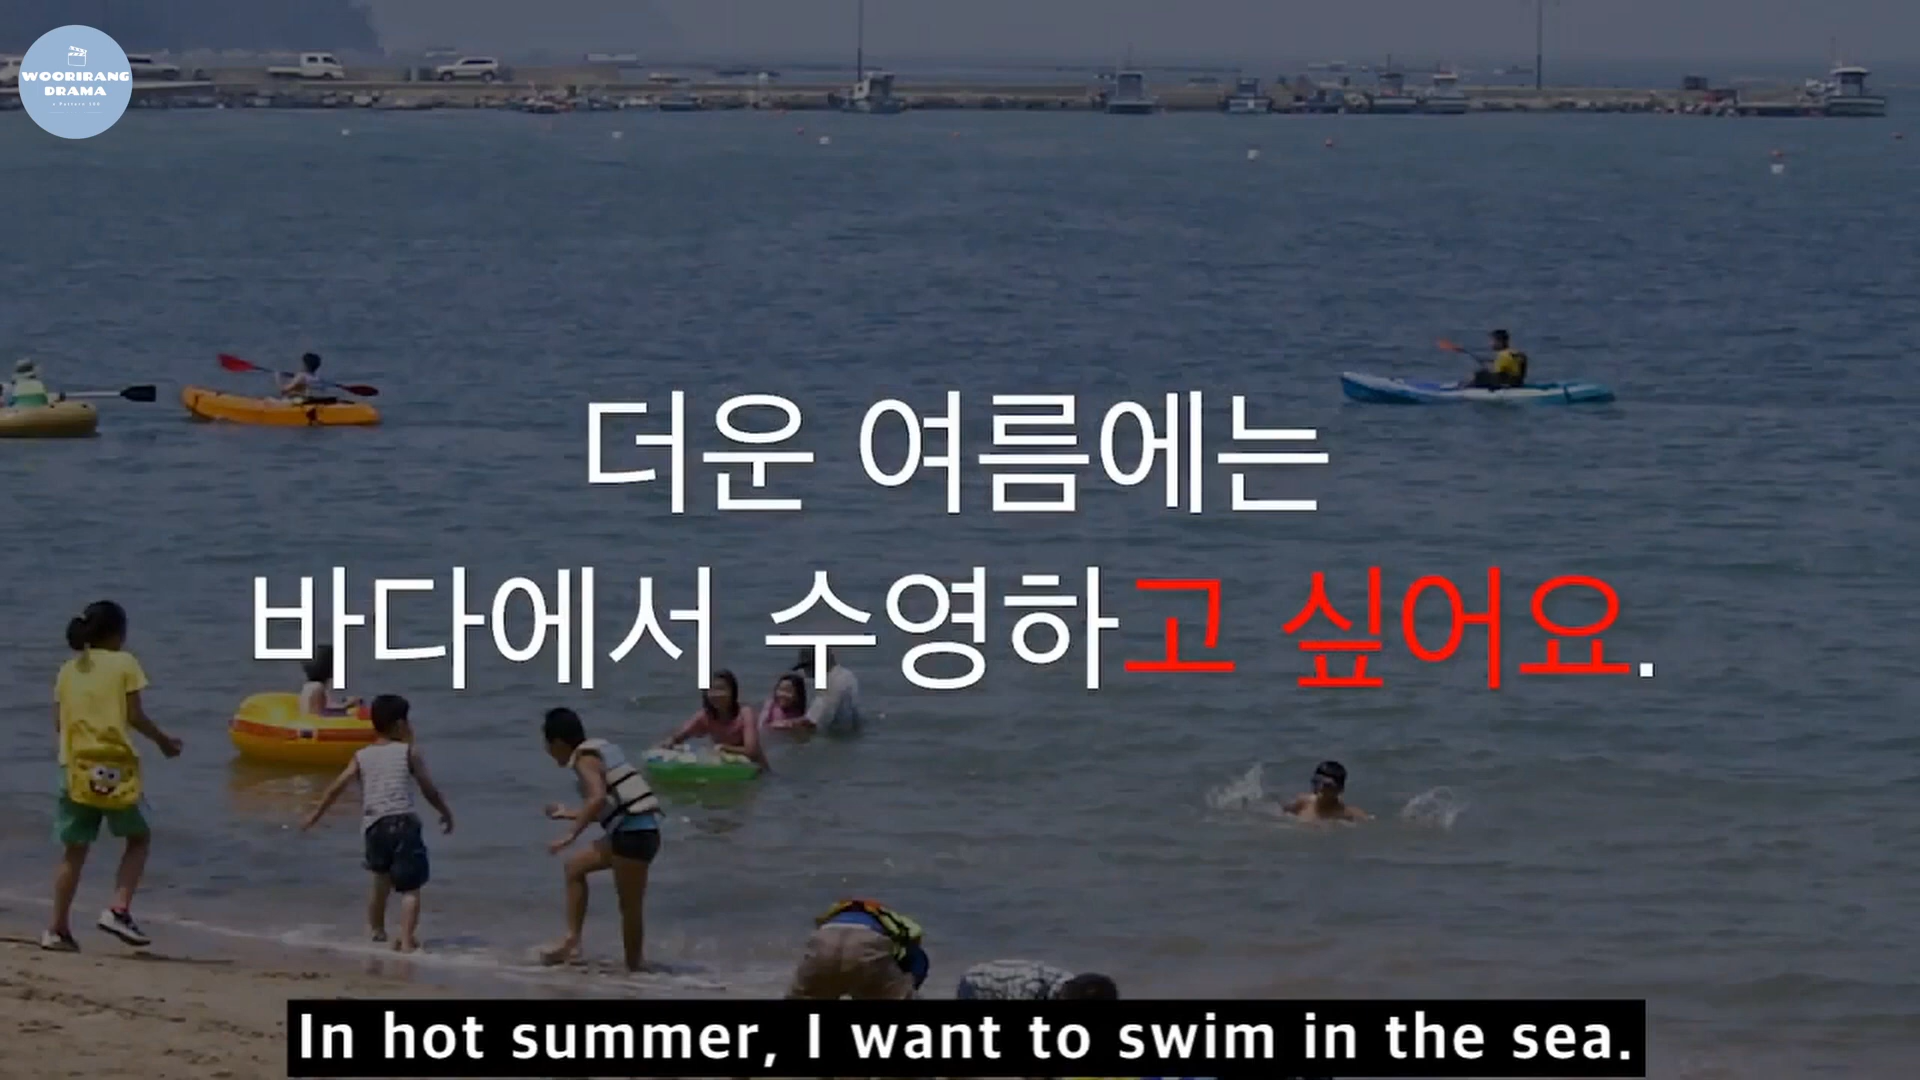 WOORIRANG
DRAMA
더운 여름에는
바다에서 수영하고 싶어요.
In hot summer, I want to swim in the sea.